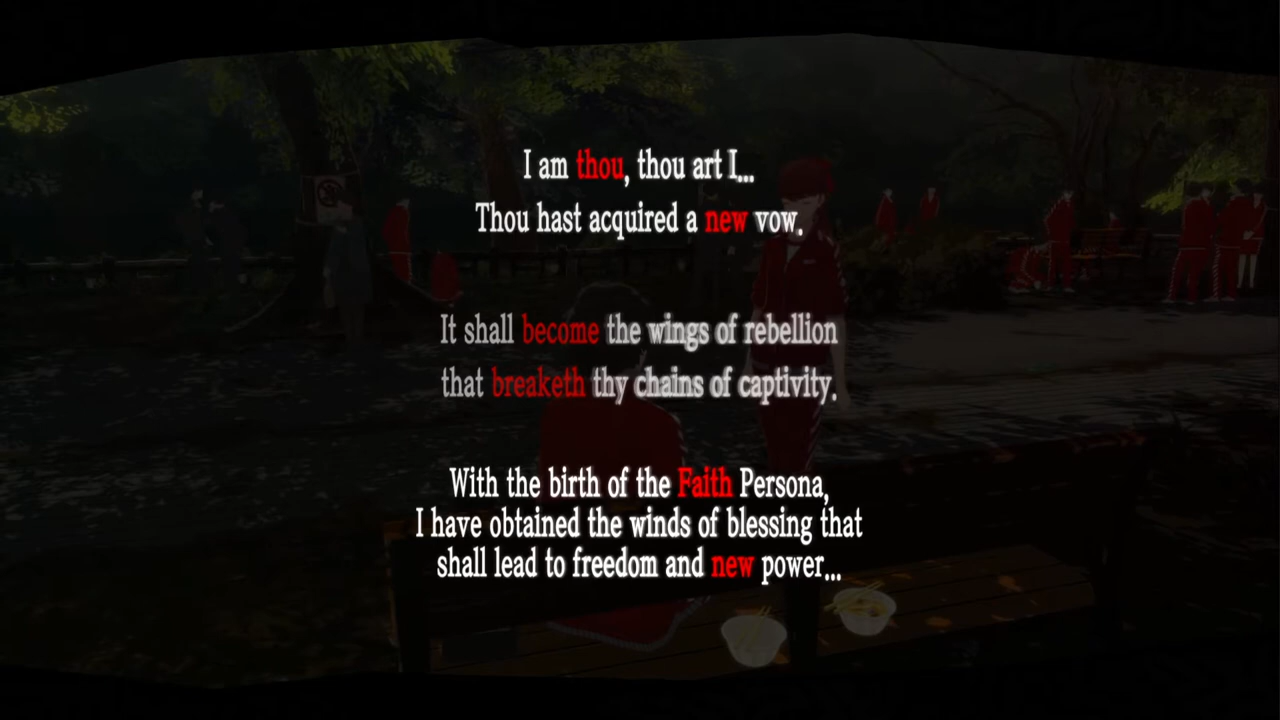 I am thou, thou art I...
Thou hast acquired a new vow.
It shall become the wings of rebellion
that breaketh thy chains of captivity.
With the birth of the Faith Persona,
I have obtained the winds of blessing that
shall lead to freedom and new power...